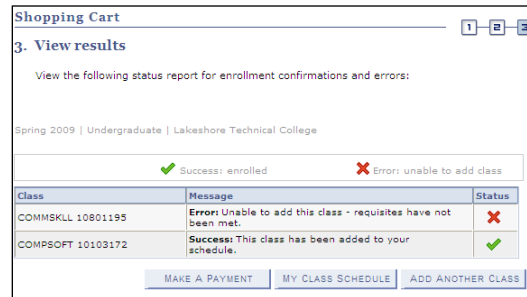 Shopping Cart
1 2 3
3. View results
View the following status report for enrollment confirmations and errors:
Spring 2009 | Undergraduate | Lakeshore Technical College
Success: enrolled Error: unable to add class
Class Message Status
COMMSKLL 10801195 Error: Unable to add this class - requisites have not
been met.
COMPSOFT 10103172 Success: This class has been added to your
schedule.
MAKE A PAYMENT MY CLASS SCHEDULE ADD ANOTHER CLASS